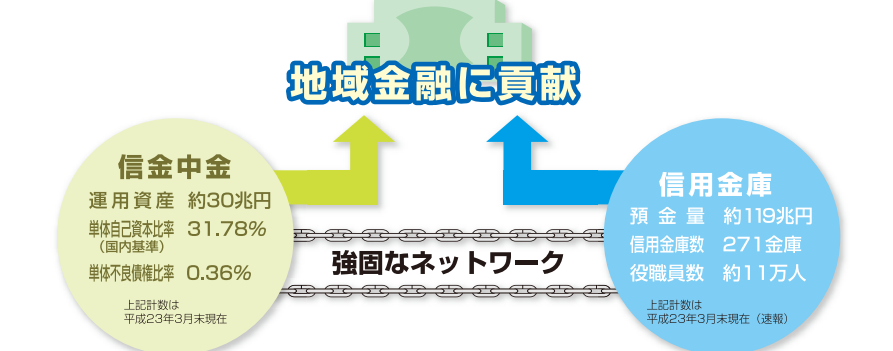 地域金融に貢献
信金中金
運用資産 約30兆円
単体自己資本比率 31.78%
（国内基準）
単体不良債権比率 0.36%
上記計数は
平成23年3月末現在
強固なネットワーク
信用金庫
預金量 約119兆円
信用金庫数 271金庫
役職員数 約11万人
上記計数は
平成23年3月末現在（速報）